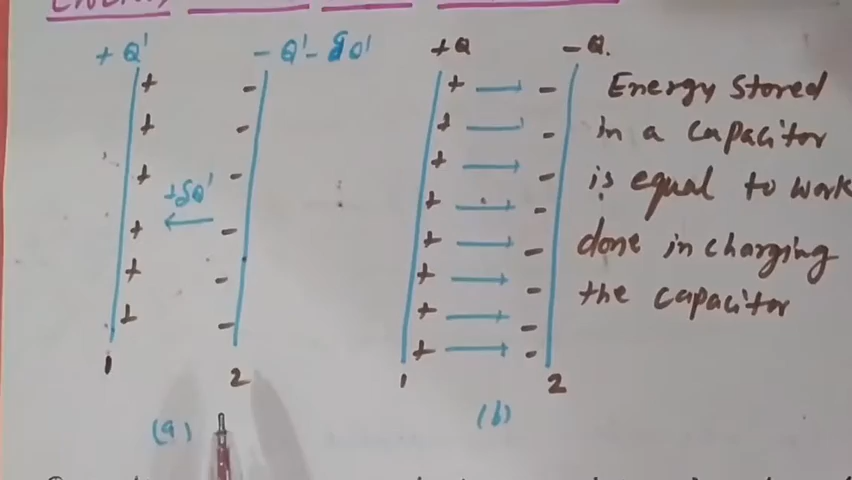 +Q'
- Q' - δQ'
+Q
- Q.
Energy stored
in a capacitor
is equal to work
done in charging
the capacitor
+δQ'
1
2
1
2
(a)
(b)